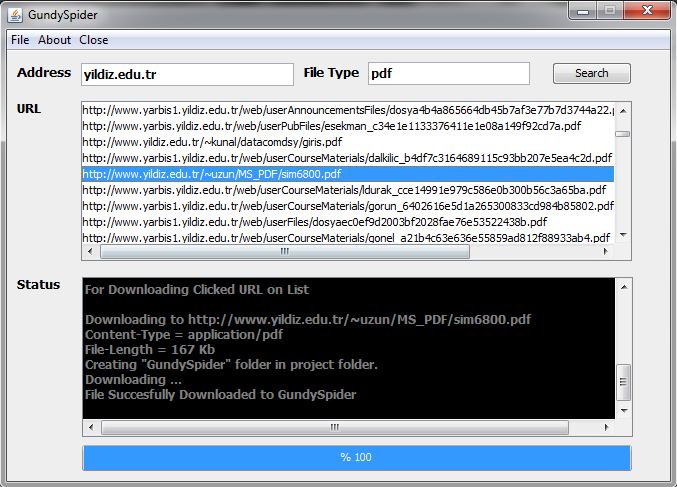 GundySpider
File About Close
Address yildiz.edu.tr File Type pdf Search
URL
http://www.yarbis1.yildiz.edu.tr/web/userAnnouncementsFiles/dosya4b4a865664db45b7af3e77b7d3744a22.p
http://www.yarbis1.yildiz.edu.tr/web/userPubFiles/esekman_c34e1e1133376411e1e08a149f92cd7a.pdf
http://www.yildiz.edu.tr/~kunal/datacomdsy/giris.pdf
http://www.yarbis1.yildiz.edu.tr/web/userCourseMaterials/dalkilic_b4df7c3164689115c93bb207e5ea4c2d.pdf
http://www.yildiz.edu.tr/~uzun/MS_PDF/sim6800.pdf
http://www.yarbis1.yildiz.edu.tr/web/userCourseMaterials/ldurak_cce14991e979c586e0b300b56c3a65ba.pdf
http://www.yarbis1.yildiz.edu.tr/web/userCourseMaterials/gorun_6402616e5d1a265300833cd984b85802.pdf
http://www.yarbis1.yildiz.edu.tr/web/userFiles/dosyaec0ef9d2003bf2028fae76e53522438b.pdf
http://www.yarbis1.yildiz.edu.tr/web/userCourseMaterials/gonel_a21b4c63e636e55859ad812f88933ab4.pdf
Status
For Downloading Clicked URL on List
Downloading to http://www.yildiz.edu.tr/~uzun/MS_PDF/sim6800.pdf
Content-Type = application/pdf
File-Length = 167 Kb
Creating "GundySpider" folder in project folder.
Downloading ...
File Succesfully Downloaded to GundySpider
% 100